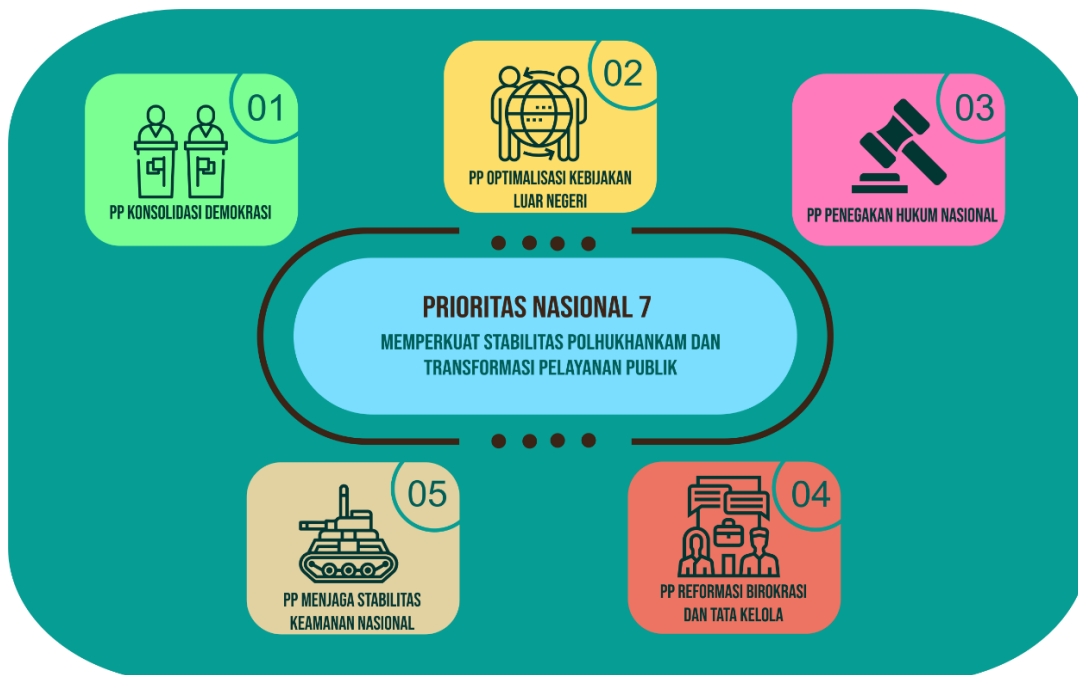 01
PP KONSOLIDASI DEMOKRASI
02
PP OPTIMALISASI KEBIJAKAN
LUAR NEGERI
03
PP PENEGAKAN HUKUM NASIONAL
PRIORITAS NASIONAL 7
MEMPERKUAT STABILITAS POLHUKHANKAM DAN
TRANSFORMASI PELAYANAN PUBLIK
05
PP MENJAGA STABILITAS
KEAMANAN NASIONAL
04
PP REFORMASI BIROKRASI
DAN TATA KELOLA